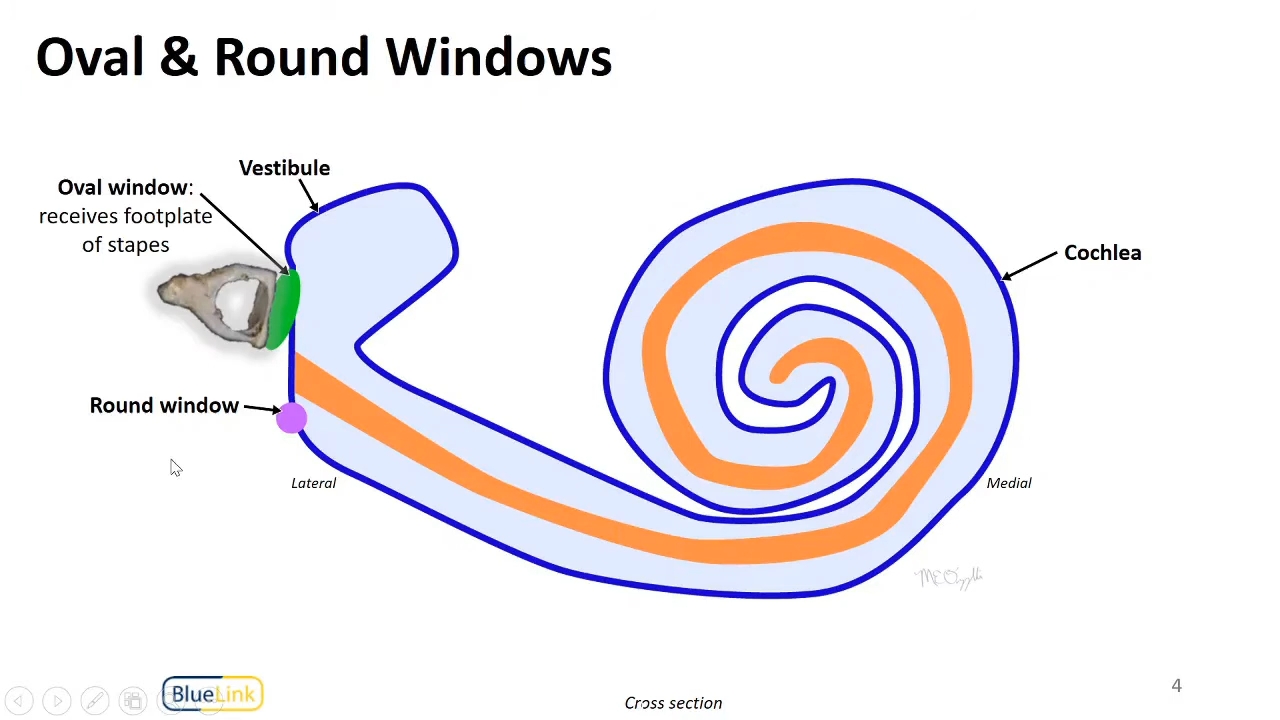 Oval & Round Windows
Vestibule
Oval window:
receives footplate
of stapes
Cochlea
Round window
Lateral
Medial
BlueLink
Cross section
4